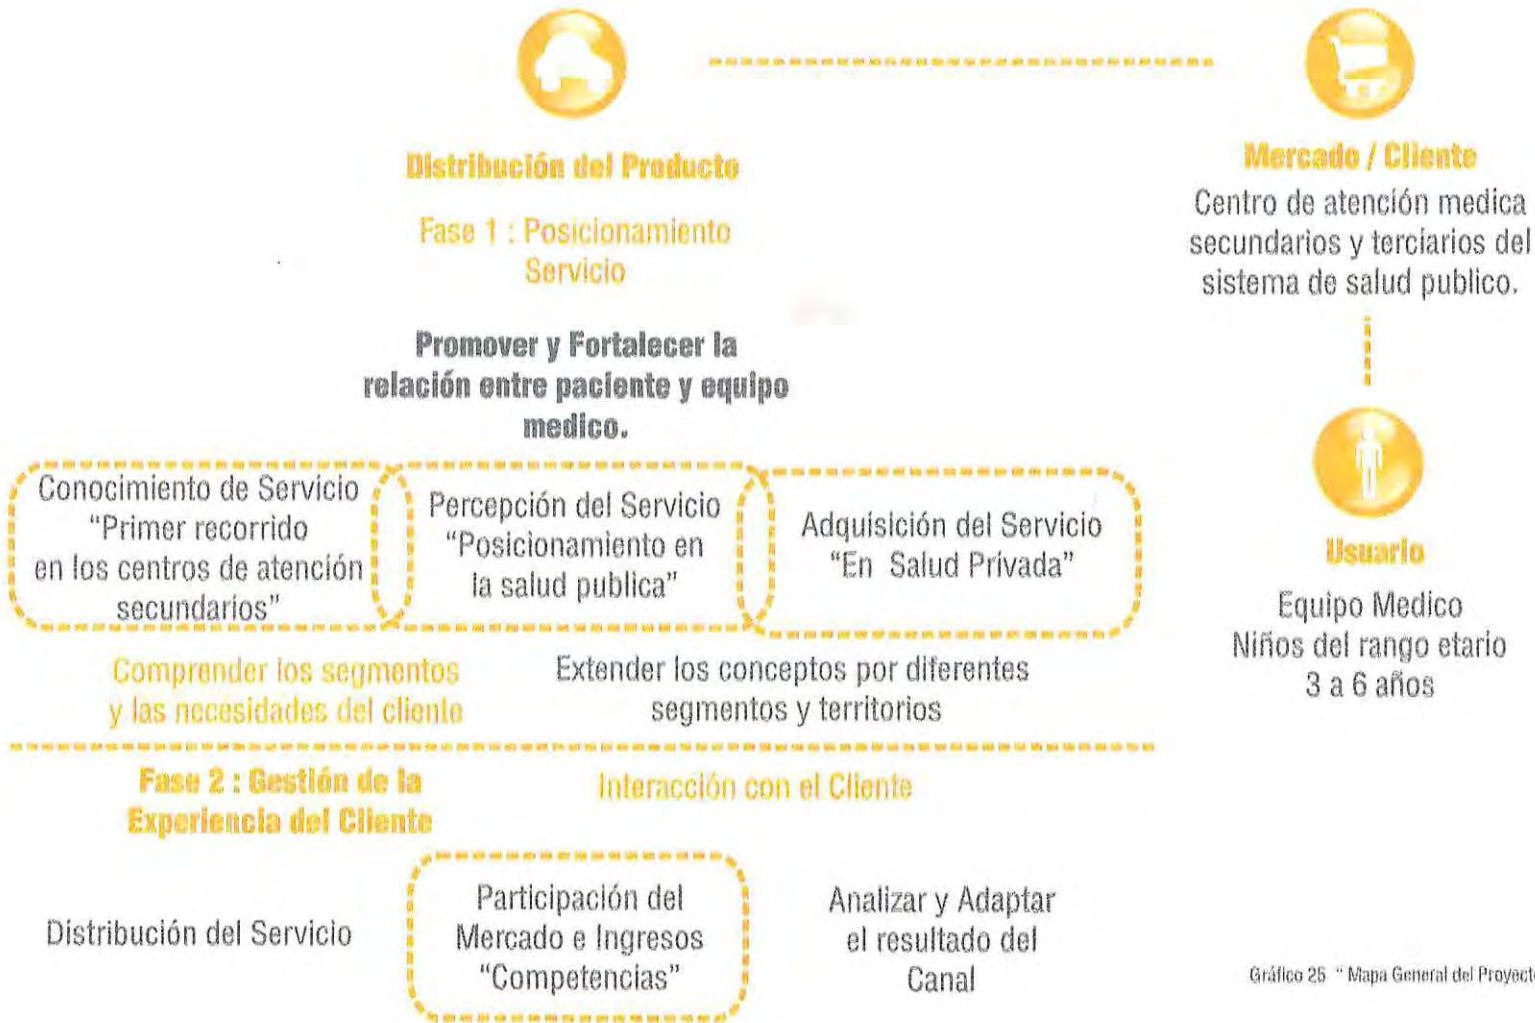 Distribución del Producto
Fase 1 : Posicionamiento
Servicio
Promover y Fortalecer la
relación entre paciente y equipo
medico.
Conocimiento de Servicio
“Primer recorrido
en los centros de atención
secundarios”
Percepción del Servicio
“Posicionamiento en
la salud publica”
Adquisición del Servicio
“En Salud Privada”
Comprender los segmentos
y las necesidades del cliente
Extender los conceptos por diferentes
segmentos y territorios
Fase 2 : Gestión de la
Experiencia del Cliente
Interacción con el Cliente
Distribución del Servicio
Participación del
Mercado e Ingresos
“Competencias”
Analizar y Adaptar
el resultado del
Canal
Mercado / Cliente
Centro de atención medica
secundarios y terciarios del
sistema de salud publico.
Usuario
Equipo Medico
Niños del rango etario
3 a 6 años
Gráfico 25 “ Mapa General del Proyecto